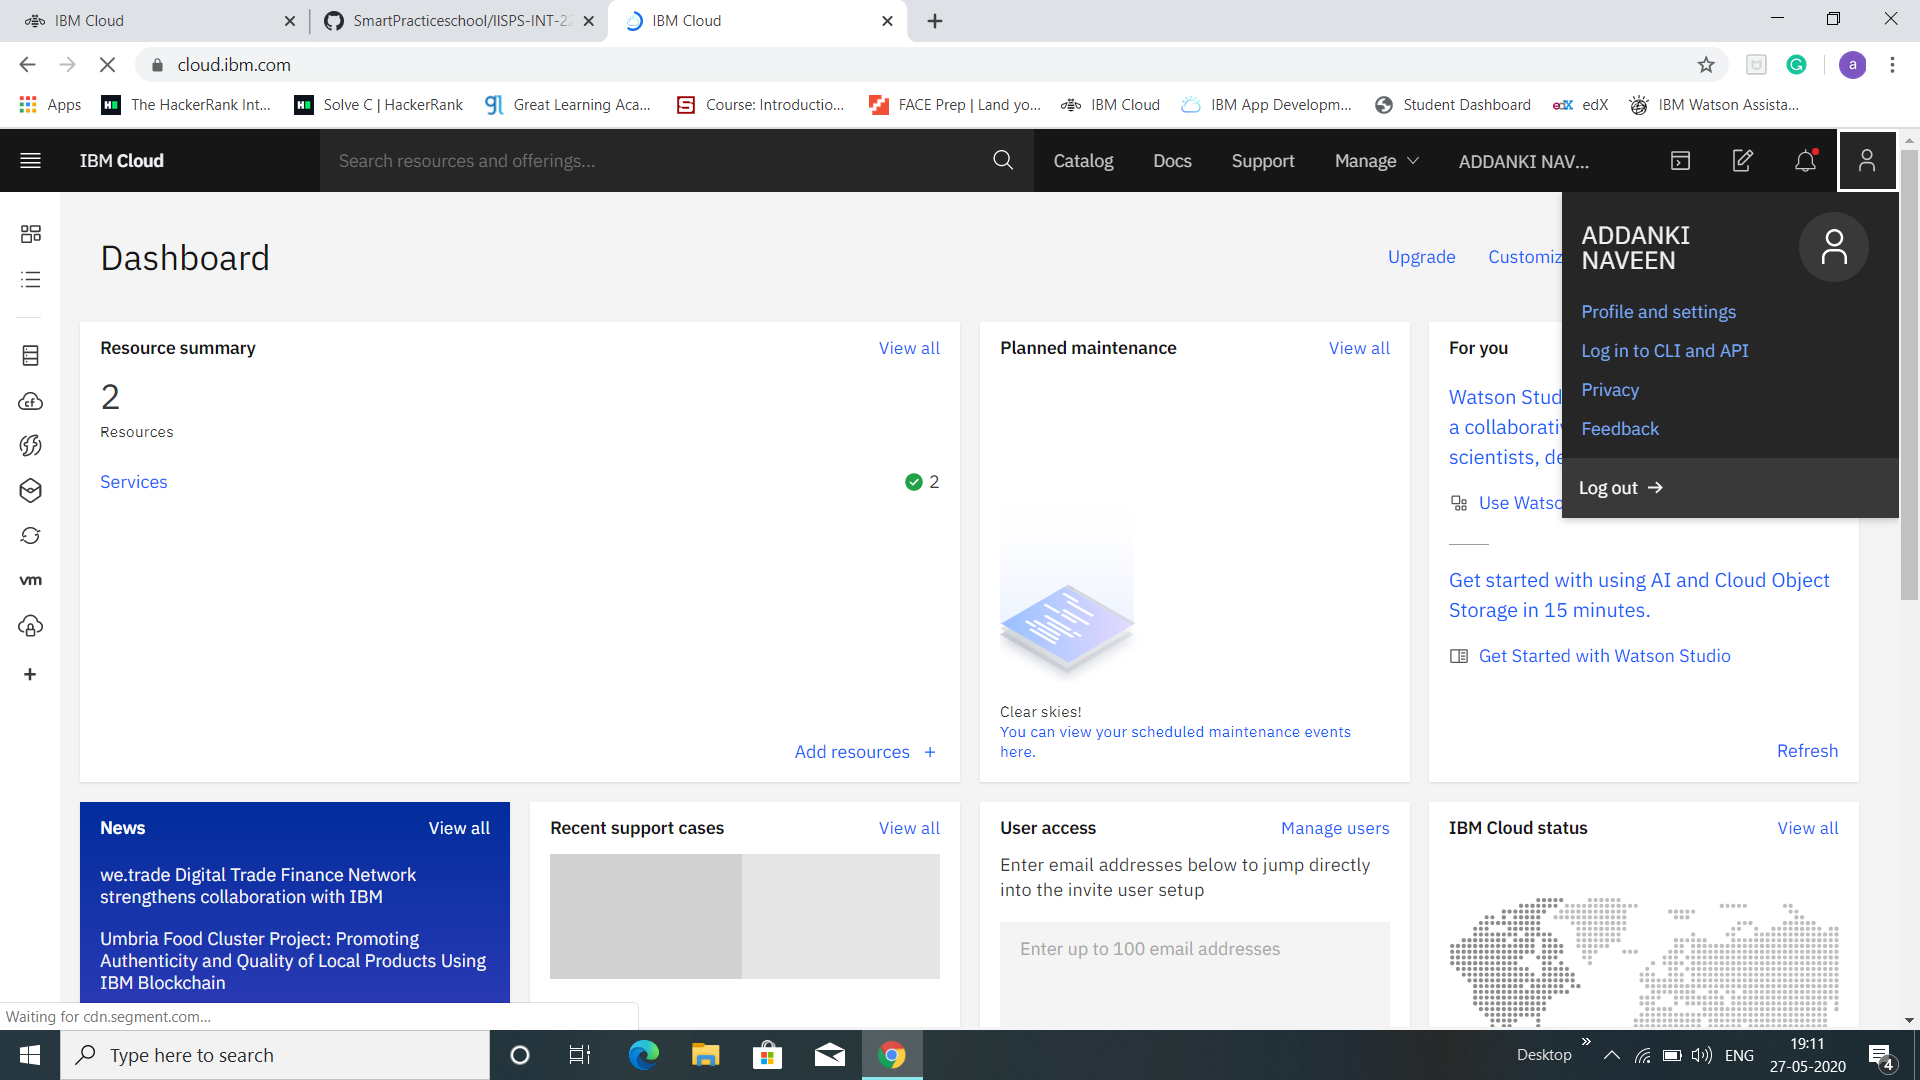 IBM Cloud
SmartPracticeschool/IISPS-INT-22
IBM Cloud
cloud.ibm.com
a
Apps
The HackerRank Int...
Solve C | HackerRank
Great Learning Aca...
Course: Introductio...
FACE Prep | Land yo...
IBM Cloud
IBM App Developm...
Student Dashboard
edX
edX
IBM Watson Assista...
IBM Cloud
Search resources and offerings...
Catalog
Docs
Support
Manage
ADDANKI NAV...
Dashboard
Upgrade
Customiz
ADDANKI
NAVEEN
Profile and settings
Log in to CLI and API
Privacy
Feedback
Log out
Resource summary
View all
2
Resources
Services
2
Add resources +
Planned maintenance
View all
Clear skies!
You can view your scheduled maintenance events
here.
For you
Watson Stud
a collaborati
scientists, de
Use Watso
Get started with using AI and Cloud Object
Storage in 15 minutes.
Get Started with Watson Studio
Refresh
cf
vm
News
View all
we.trade Digital Trade Finance Network
strengthens collaboration with IBM
Umbria Food Cluster Project: Promoting
Authenticity and Quality of Local Products Using
IBM Blockchain
Recent support cases
View all
User access
Manage users
Enter email addresses below to jump directly
into the invite user setup
Enter up to 100 email addresses
IBM Cloud status
View all
Waiting for cdn.segment.com...
Type here to search
Desktop
ENG
19:11
27-05-2020
4